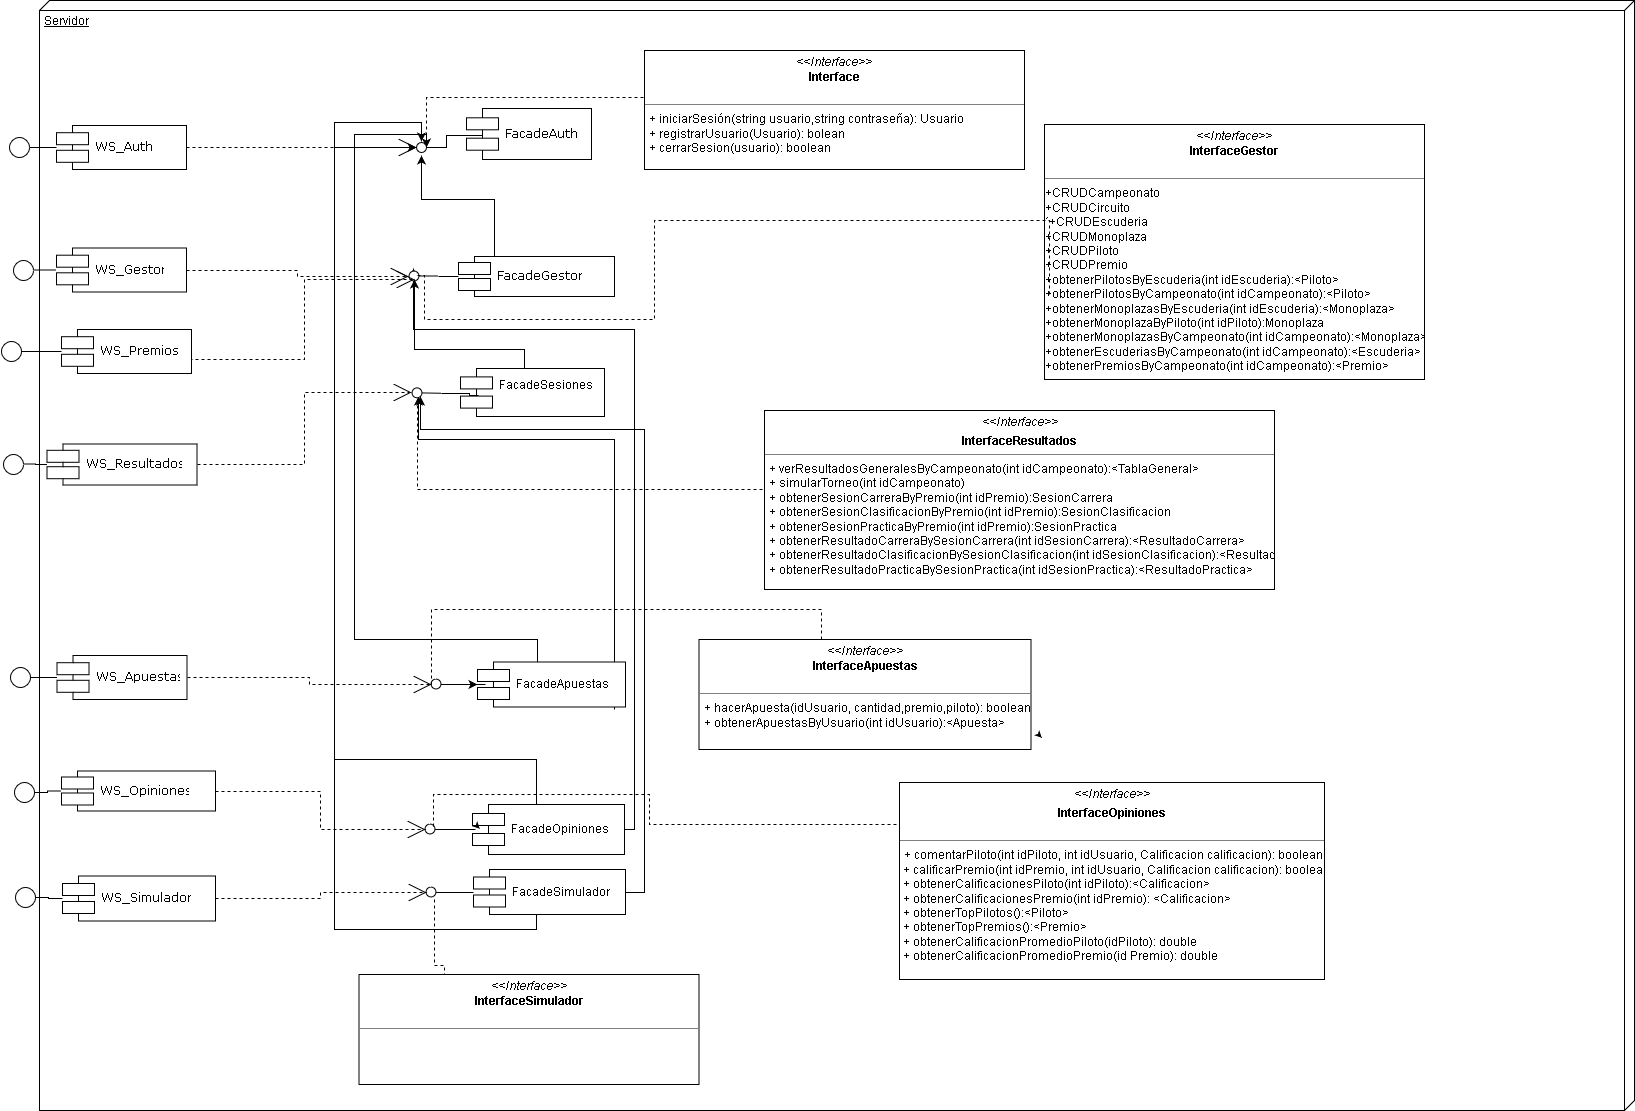 Servidor
<<Interface>>
Interface
+ iniciarSesión(string usuario,string contraseña): Usuario
+ registrarUsuario(Usuario): bolean
+ cerrarSesion(usuario): boolean
WS_Auth
FacadeAuth
<<Interface>>
InterfaceGestor
+CRUDCampeonato
+CRUDCircuito
+CRUDEscuderia
+CRUDMonoplaza
+CRUDPiloto
+CRUDPremio
+obtenerPilotosByEscuderia(int idEscuderia):<Piloto>
+obtenerPilotosByCampeonato(int idCampeonato):<Piloto>
+obtenerMonoplazasByEscuderia(int idEscuderia):<Monoplaza>
+obtenerMonoplazaByPiloto(int idPiloto):Monoplaza
+obtenerMonoplazasByCampeonato(int idCampeonato):<Monoplaza>
+obtenerEscuderiasByCampeonato(int idCampeonato):<Escuderia>
+obtenerPremiosByCampeonato(int idCampeonato):<Premio>
WS_Gestor
FacadeGestor
WS_Premios
FacadeSesiones
<<Interface>>
InterfaceResultados
+ verResultadosGeneralesByCampeonato(int idCampeonato):<TablaGeneral>
+ simularTorneo(int idCampeonato)
+ obtenerSesionCarreraByPremio(int idPremio):SesionCarrera
+ obtenerSesionClasificacionByPremio(int idPremio):SesionClasificacion
+ obtenerSesionPracticaByPremio(int idPremio):SesionPractica
+ obtenerResultadoCarreraBySesionCarrera(int idSesionCarrera):<ResultadoCarrera>
+ obtenerResultadoClasificacionBySesionClasificacion(int idSesionClasificacion):<Resultac
+ obtenerResultadoPracticaBySesionPractica(int idSesionPractica):<ResultadoPractica>
WS_Resultados
<<Interface>>
InterfaceApuestas
+ hacerApuesta(idUsuario, cantidad,premio,piloto): boolean
+ obtenerApuestasByUsuario(int idUsuario):<Apuesta>
WS_Apuestas
FacadeApuestas
WS_Opiniones
FacadeOpiniones
<<Interface>>
InterfaceOpiniones
+ comentarPiloto(int idPiloto, int idUsuario, Calificacion calificacion): boolean
+ calificarPremio(int idPremio, int idUsuario, Calificacion calificacion): boolea
+ obtenerCalificacionesPiloto(int idPiloto):<Calificacion>
+ obtenerCalificacionesPremio(int idPremio): <Calificacion>
+ obtenerTopPilotos():<Piloto>
+ obtenerTopPremios():<Premio>
+ obtenerCalificacionPromedioPiloto(idPiloto): double
+ obtenerCalificacionPromedioPremio(id Premio): double
WS_Simulador
FacadeSimulador
<<Interface>>
InterfaceSimulador